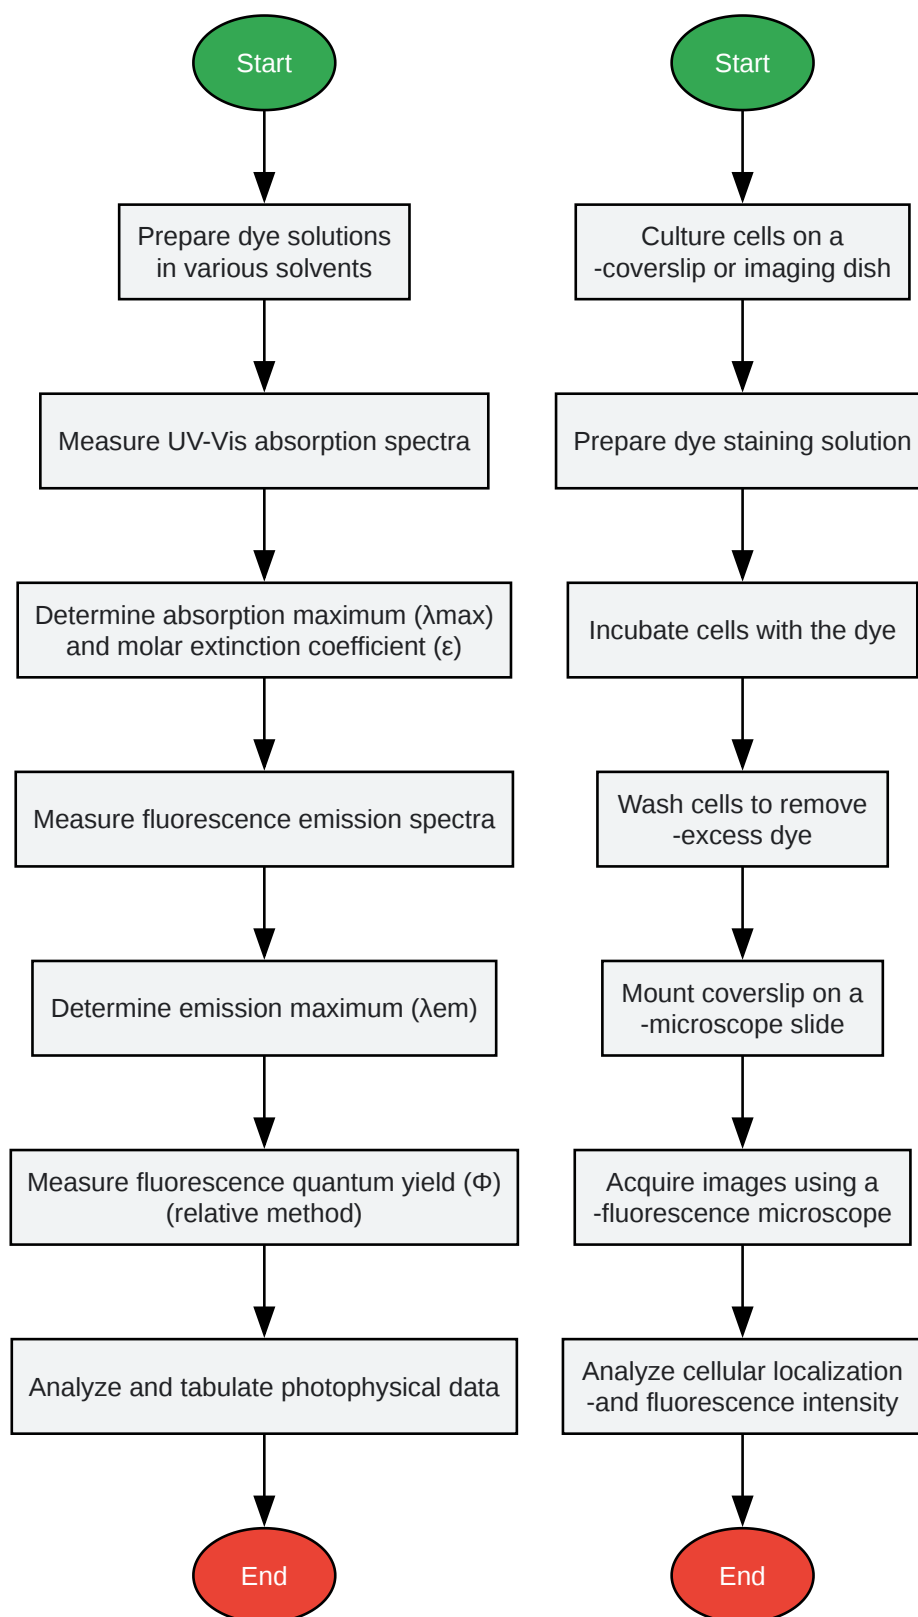 Start
Prepare dye solutions
in various solvents
Measure UV-Vis absorption spectra
Determine absorption maximum (λmax)
and molar extinction coefficient (ε)
Measure fluorescence emission spectra
Determine emission maximum (λem)
Measure fluorescence quantum yield (Φ)
(relative method)
Analyze and tabulate photophysical data
End
Start
Culture cells on a
-coverslip or imaging dish
Prepare dye staining solution
Incubate cells with the dye
Wash cells to remove
-excess dye
Mount coverslip on a
-microscope slide
Acquire images using a
-fluorescence microscope
Analyze cellular localization
-and fluorescence intensity
End